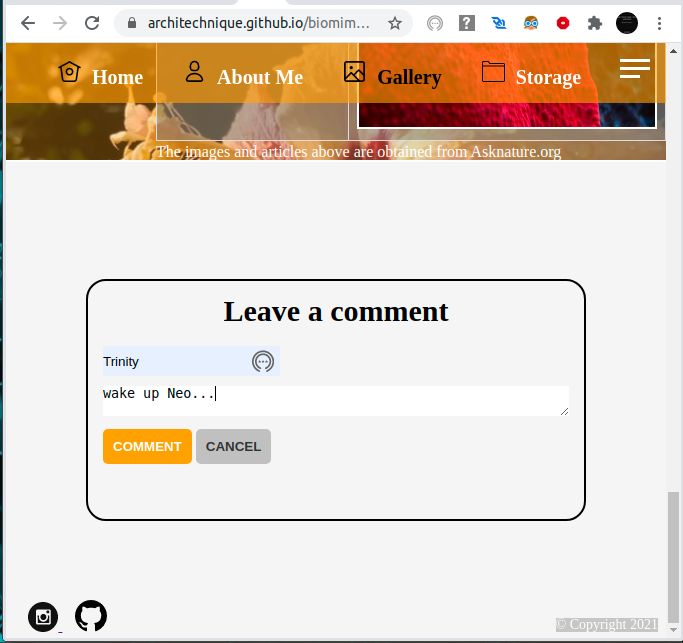 architechnique.github.io/biomim...
Home About Me Gallery Storage
The images and articles above are obtained from Asknature.org
Leave a comment
Trinity
wake up Neo...
COMMENT CANCEL
© Copyright 2021